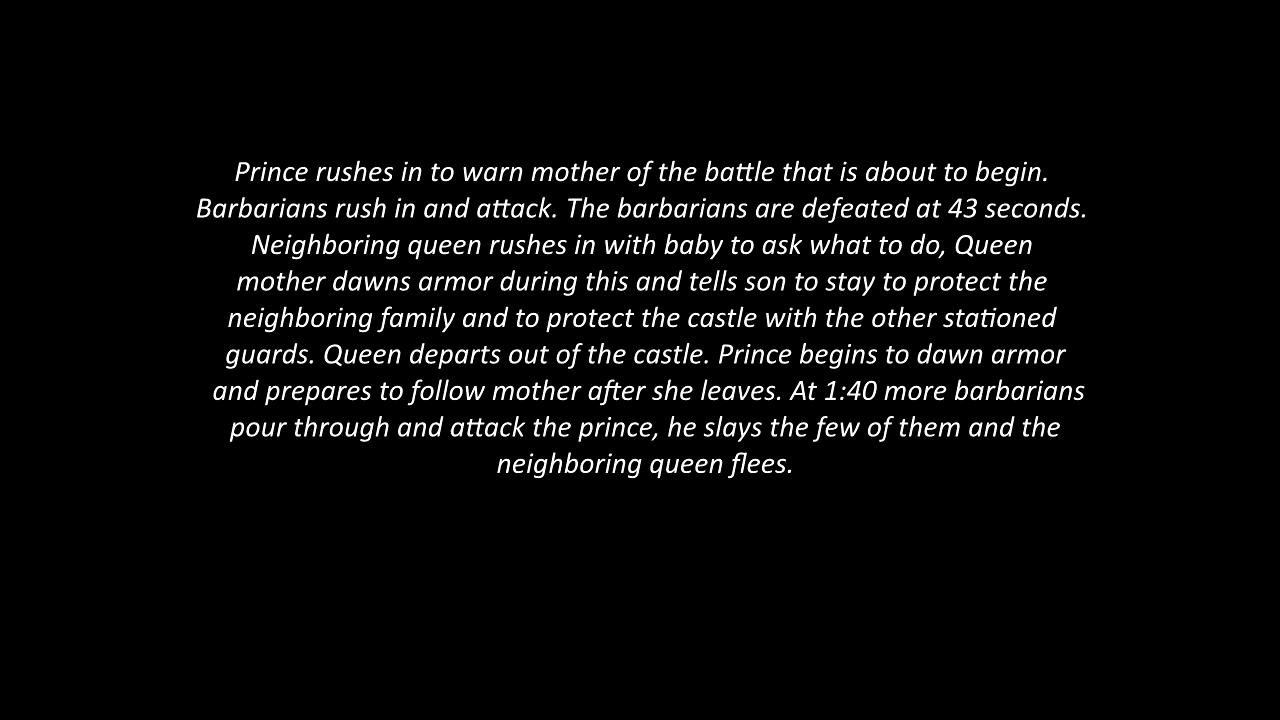 Prince rushes in to warn mother of the battle that is about to begin.
Barbarians rush in and attack. The barbarians are defeated at 43 seconds.
Neighboring queen rushes in with baby to ask what to do, Queen
mother dawns armor during this and tells son to stay to protect the
neighboring family and to protect the castle with the other stationed
guards. Queen departs out of the castle. Prince begins to dawn armor
and prepares to follow mother after she leaves. At 1:40 more barbarians
pour through and attack the prince, he slays the few of them and the
neighboring queen flees.